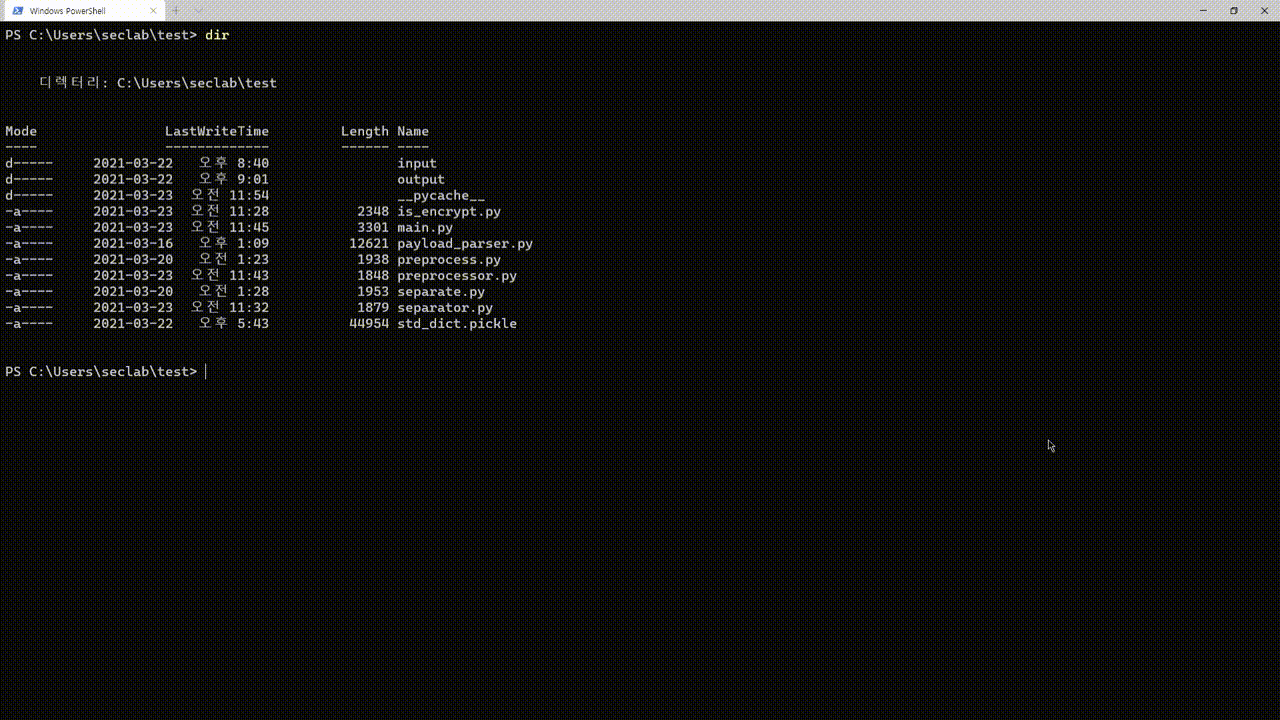 Windows PowerShell
PS C:\Users\seclab\test> dir
디렉터리: C:\Users\seclab\test
Mode LastWriteTime Length Name
---- ------------- ------ ----
d----- 2021-03-22 오후 8:40 input
d----- 2021-03-22 오후 9:01 output
d----- 2021-03-23 오전 11:54 __pycache__
-a---- 2021-03-23 오전 11:28 2348 is_encrypt.py
-a---- 2021-03-23 오전 11:45 3301 main.py
-a---- 2021-03-16 오후 1:09 12621 payload_parser.py
-a---- 2021-03-20 오전 1:23 1938 preprocess.py
-a---- 2021-03-23 오전 11:43 1848 preprocessor.py
-a---- 2021-03-20 오전 1:28 1953 separate.py
-a---- 2021-03-23 오전 11:32 1879 separator.py
-a---- 2021-03-22 오후 5:43 44954 std_dict.pickle
PS C:\Users\seclab\test>